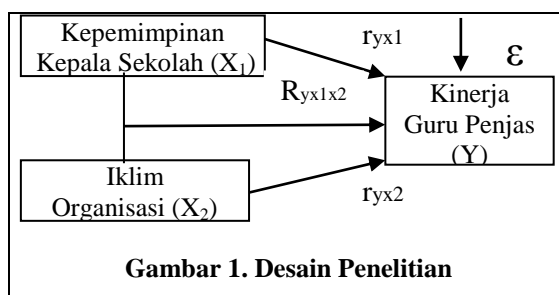 Kepemimpinan
Kepala Sekolah (X1)
ryx1
ε
Ryx1x2
Kinerja
Guru Penjas
(Y)
Iklim
Organisasi (X2)
ryx2
Gambar 1. Desain Penelitian